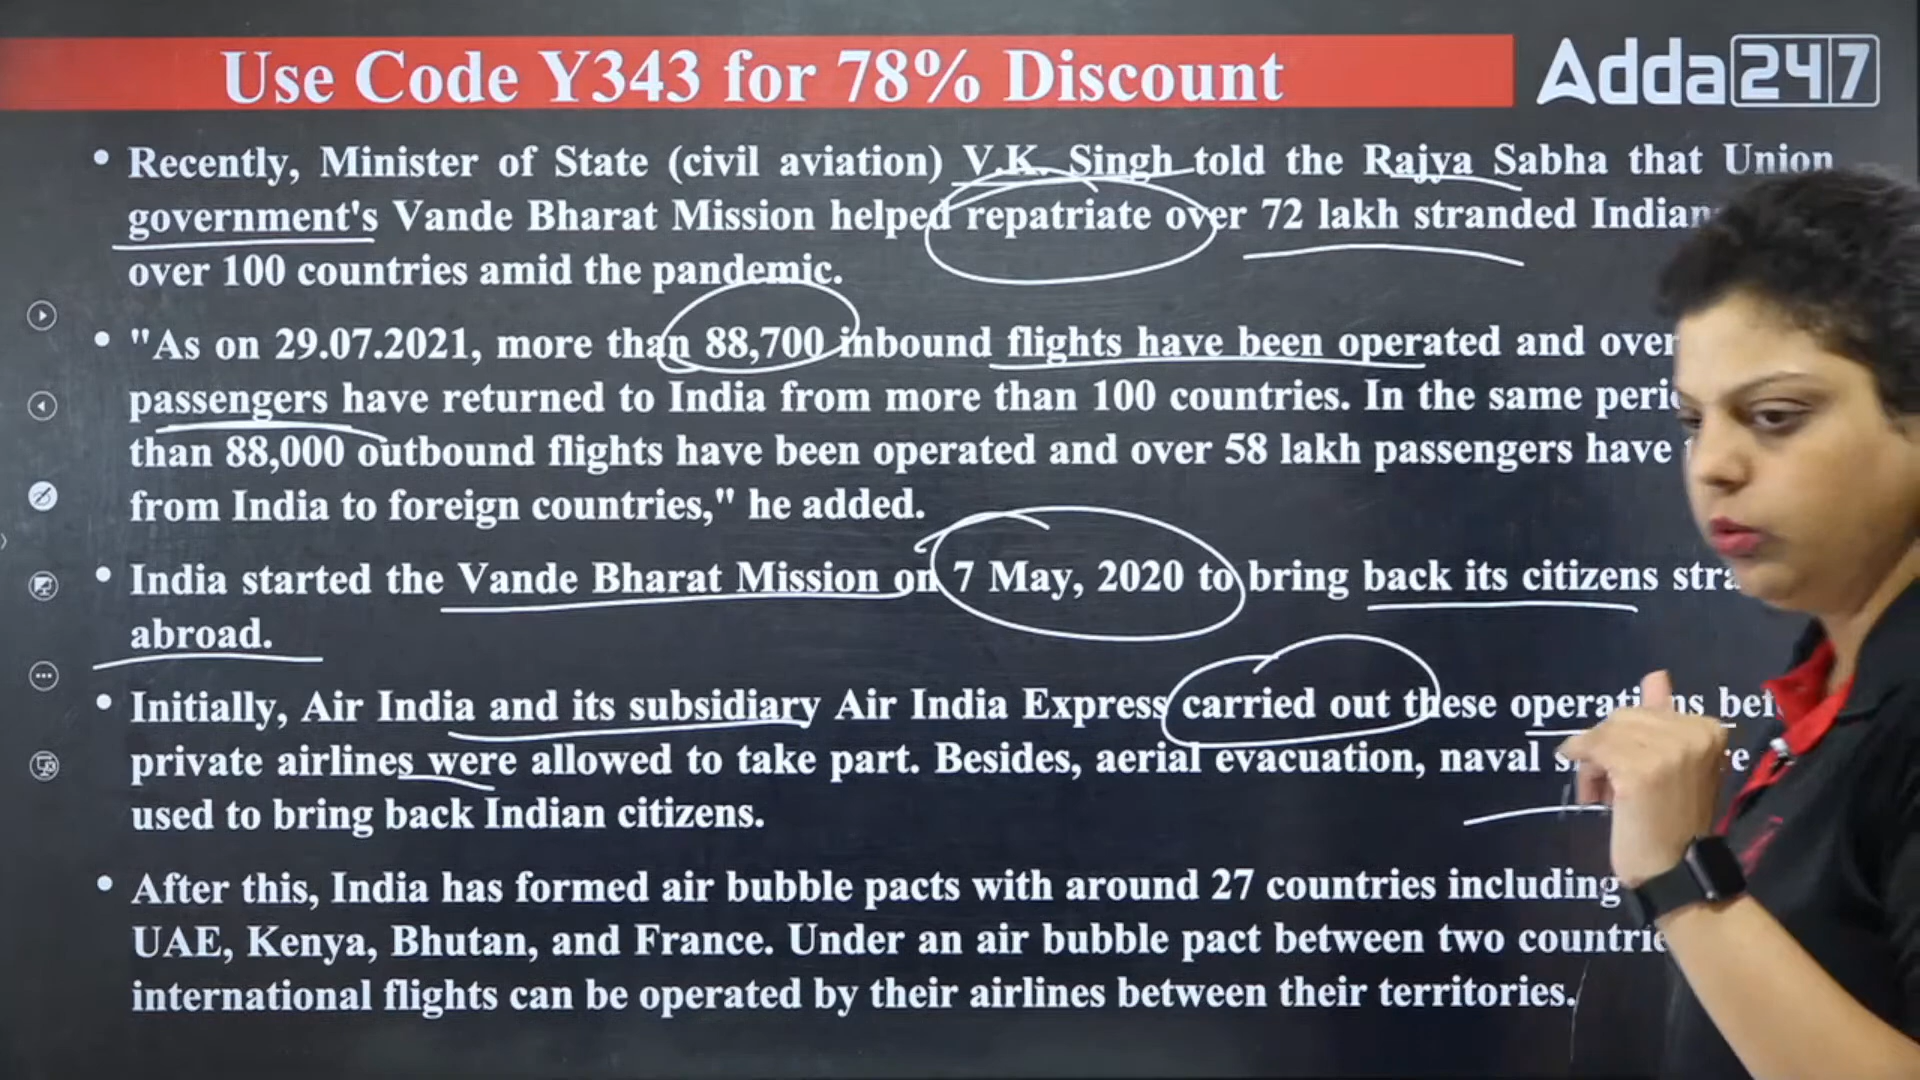 Use Code Y343 for 78% Discount
Adda247
• Recently, Minister of State (civil aviation) V.K. Singh told the Rajya Sabha that Union
government's Vande Bharat Mission helped repatriate over 72 lakh stranded
over 100 countries amid the pandemic.
• "As on 29.07.2021, more than 88,700 inbound flights have been operated and over
passengers have returned to India from more than 100 countries. In the same
than 88,000 outbound flights have been operated and over 58 lakh passengers have
from India to foreign countries," he added.
• India started the Vande Bharat Mission on 7 May, 2020 to bring back its citizens
abroad.
• Initially, Air India and its subsidiary Air India Express carried out these operations
private airlines were allowed to take part. Besides, aerial evacuation, naval
used to bring back Indian citizens.
• After this, India has formed air bubble pacts with around 27 countries including
UAE, Kenya, Bhutan, and France. Under an air bubble pact between two
international flights can be operated by their airlines between their territories.